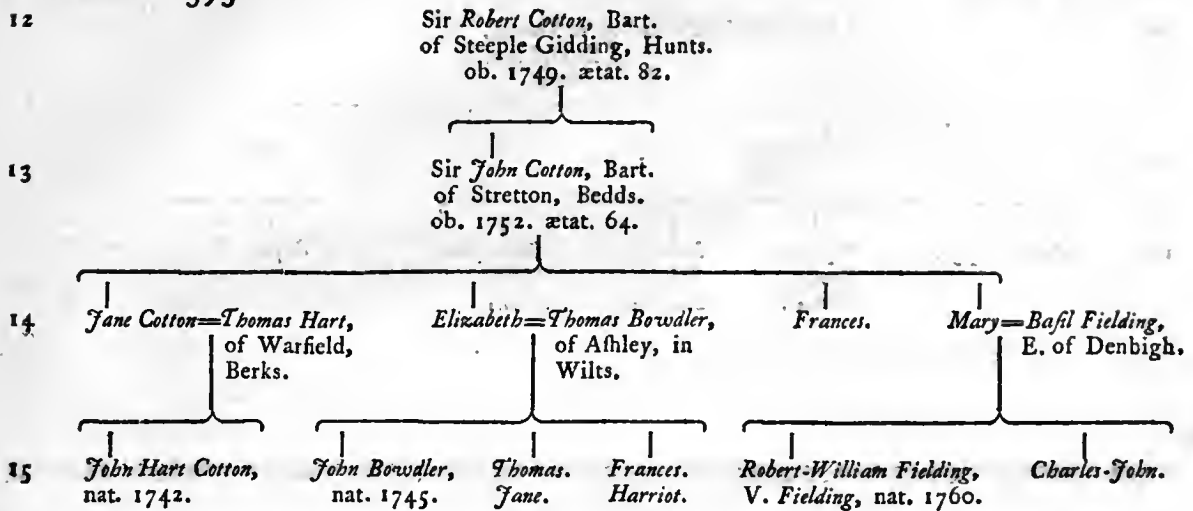 12
Sir Robert Cotton, Bart.
of Steeple Gidding, Hunts.
ob. 1749. ætat. 82.
13
Sir John Cotton, Bart.
of Stretton, Bedds.
ob. 1752. ætat. 64.
14 Jane Cotton=Thomas Hart, Elizabeth=Thomas Bowdler, Frances. Mary=Baſil Fielding,
of Warfield, of Aſhley, in E. of Denbigh.
Berks. Wilts.
15 John Hart Cotton, John Bowdler, Thomas. Frances. Robert-William Fielding, Charles-John.
nat. 1742. nat. 1745. Jane. Harriot. V. Fielding, nat. 1760.